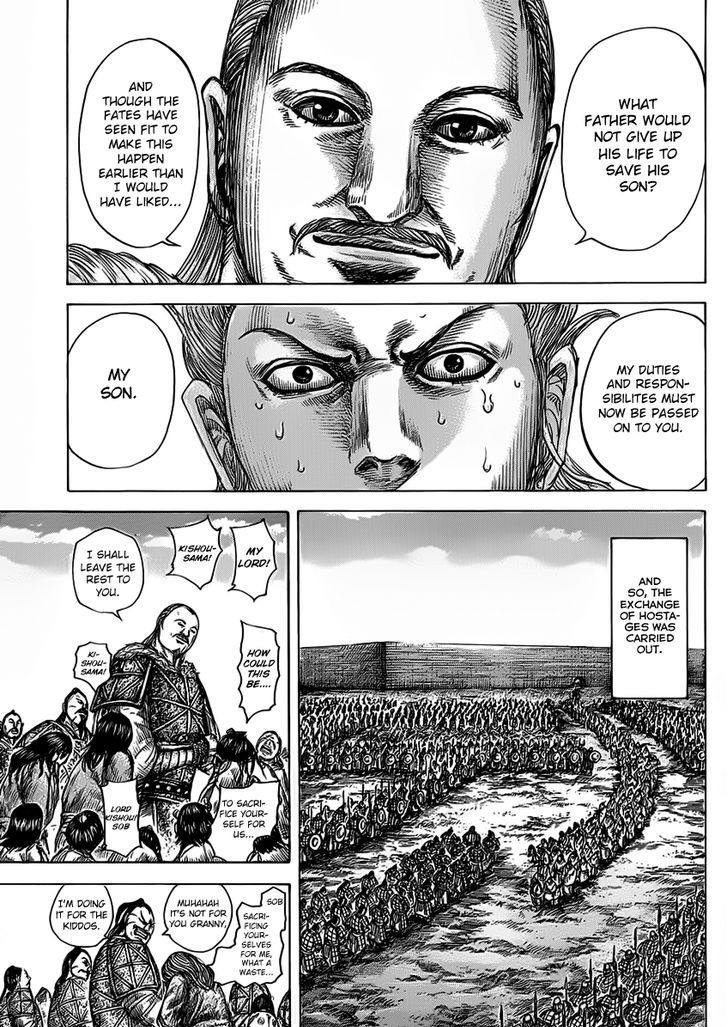 WHAT
FATHER WOULD
NOT GIVE UP
HIS LIFE TO
SAVE HIS
SON?
AND
THOUGH THE
FATES HAVE
SEEN FIT TO
MAKE THIS
HAPPEN
EARLIER THAN
I WOULD
HAVE LIKED...
MY DUTIES
AND RESPON-
SIBILITES MUST
NOW BE PASSED
ON TO YOU.
MY
SON.
AND
SO, THE
EXCHANGE
OF HOSTA-
GES WAS
CARRIED
OUT.
MY
LORD!
KISHOU-
SAMA!
I SHALL
LEAVE THE
REST TO
YOU.
HOW
COULD
THIS
BE....
KI-
SHOU-
SAMA!
TO SACRI-
FICE YOUR-
SELF FOR
US...
LORD
KISHOU!
SOB
SOB
SACRI-
FICING
YOUR-
SELVES
FOR ME,
WHAT A
WASTE...
MUHAHAH
IT'S NOT FOR
YOU GRANNY.
I'M DOING
IT FOR THE
KIDDOS.